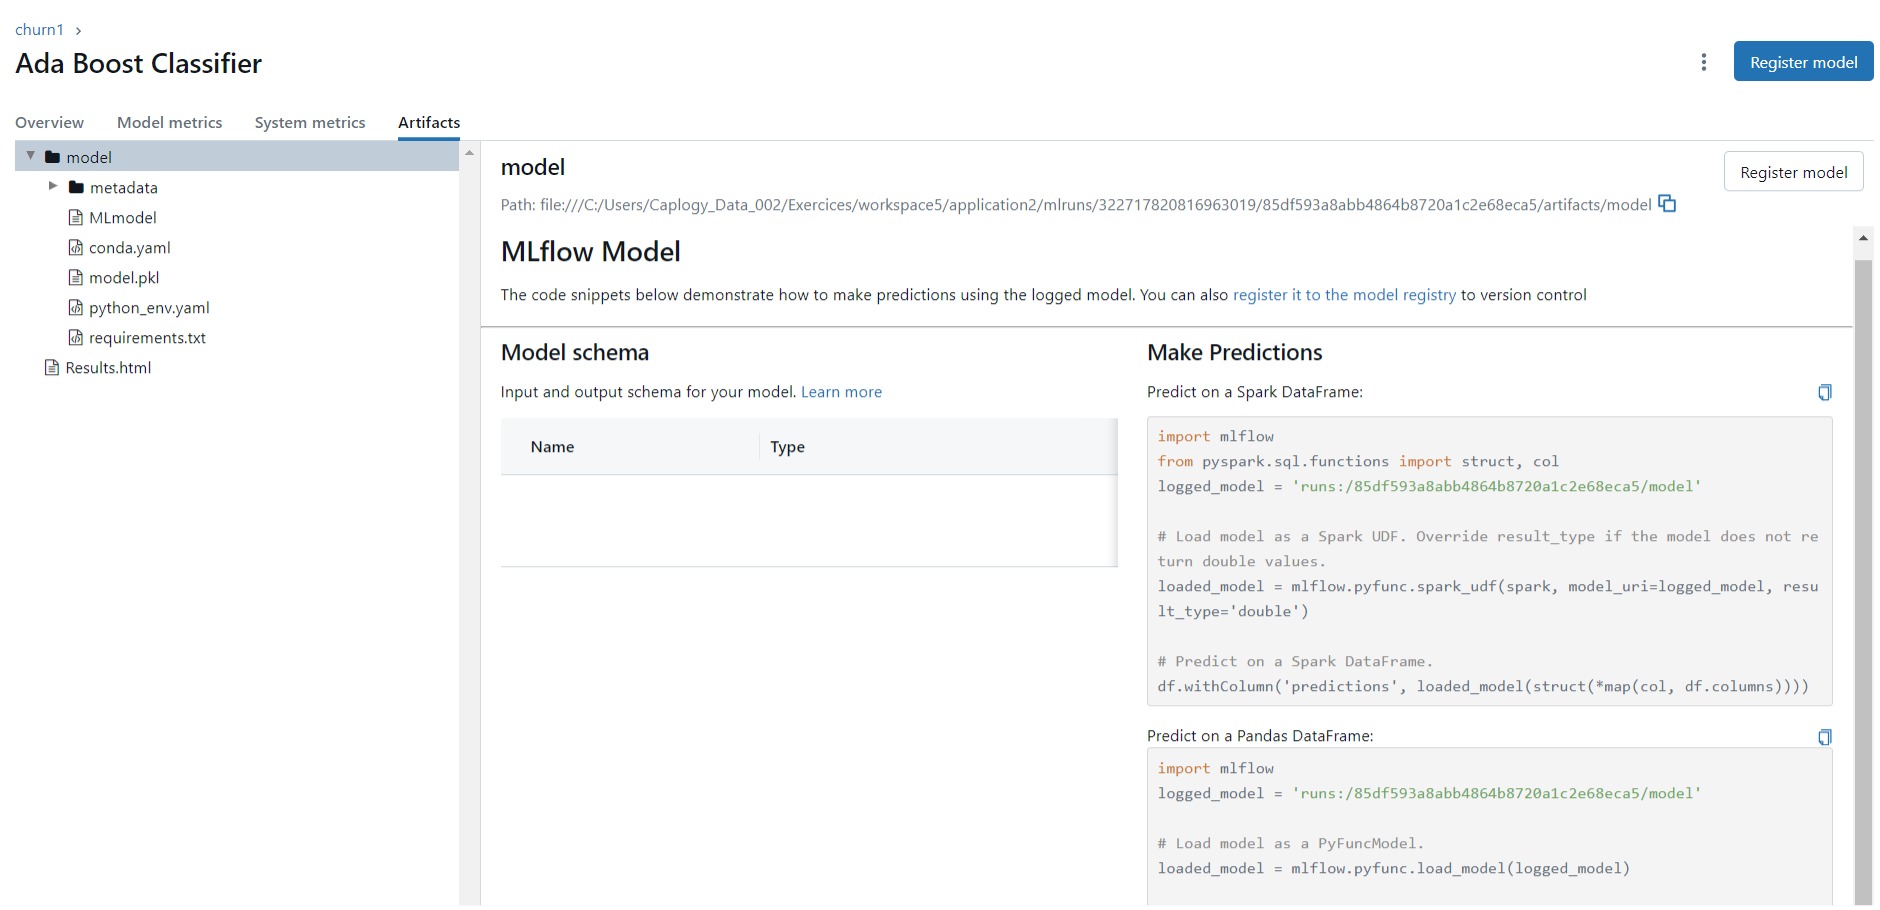 churn1 ›
Ada Boost Classifier
Register model
Overview
Model metrics
System metrics
Artifacts
model
metadata
MLmodel
conda.yaml
model.pkl
python_env.yaml
requirements.txt
Results.html
model
Register model
Path: file:///C:/Users/Caplogy_Data_002/Exercices/workspace5/application2/mlruns/322717820816963019/85df593a8abb4864b8720a1c2e68eca5/artifacts/model
MLflow Model
The code snippets below demonstrate how to make predictions using the logged model. You can also register it to the model registry to version control
Model schema
Input and output schema for your model. Learn more
Name
Type
Make Predictions
Predict on a Spark DataFrame:
import mlflow
from pyspark.sql.functions import struct, col
logged_model = 'runs:/85df593a8abb4864b8720a1c2e68eca5/model'
# Load model as a Spark UDF. Override result_type if the model does not re
turn double values.
loaded_model = mlflow.pyfunc.spark_udf(spark, model_uri=logged_model, resu
lt_type='double')
# Predict on a Spark DataFrame.
df.withColumn('predictions', loaded_model(struct(*map(col, df.columns))))
Predict on a Pandas DataFrame:
import mlflow
logged_model = 'runs:/85df593a8abb4864b8720a1c2e68eca5/model'
# Load model as a PyFuncModel.
loaded_model = mlflow.pyfunc.load_model(logged_model)